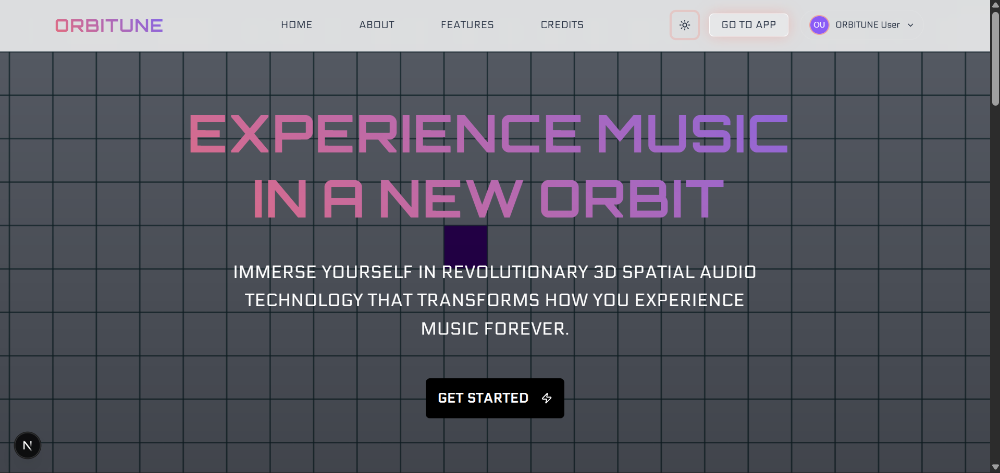 ORBITUNE
HOME
ABOUT
FEATURES
CREDITS
GO TO APP
OU
ORBITUNE User
EXPERIENCE MUSIC
IN A NEW ORBIT
IMMERSE YOURSELF IN REVOLUTIONARY 3D SPATIAL AUDIO
TECHNOLOGY THAT TRANSFORMS HOW YOU EXPERIENCE
MUSIC FOREVER.
GET STARTED
N